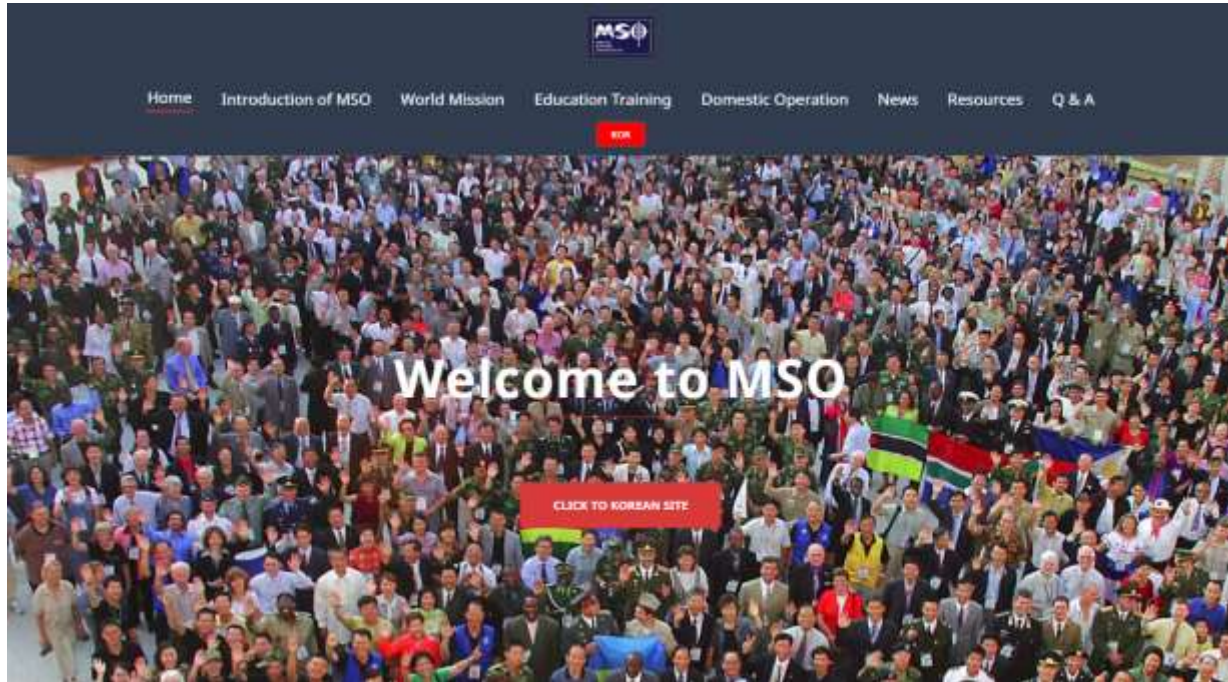 MSO
Home Introduction of MSO World Mission Education Training Domestic Operation News Resources Q & A
KOR
Welcome to MSO
CLICK TO KOREAN SITE